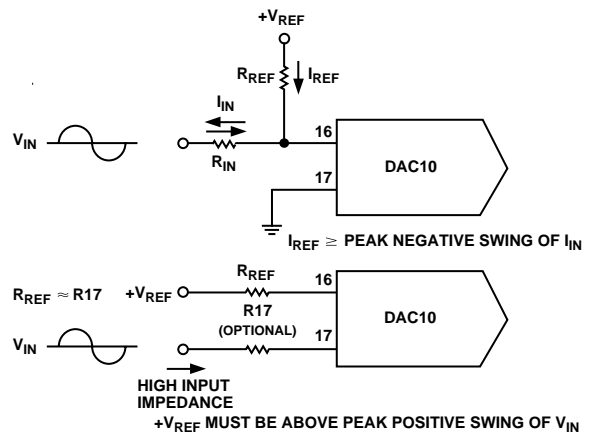 +VREF
RREF
IREF
IIN
VIN
RIN
16
17
DAC10
IREF ≥ PEAK NEGATIVE SWING OF IIN
RREF ≈ R17
+VREF
RREF
16
R17
(OPTIONAL)
17
DAC10
VIN
HIGH INPUT
IMPEDANCE
+VREF MUST BE ABOVE PEAK POSITIVE SWING OF VIN